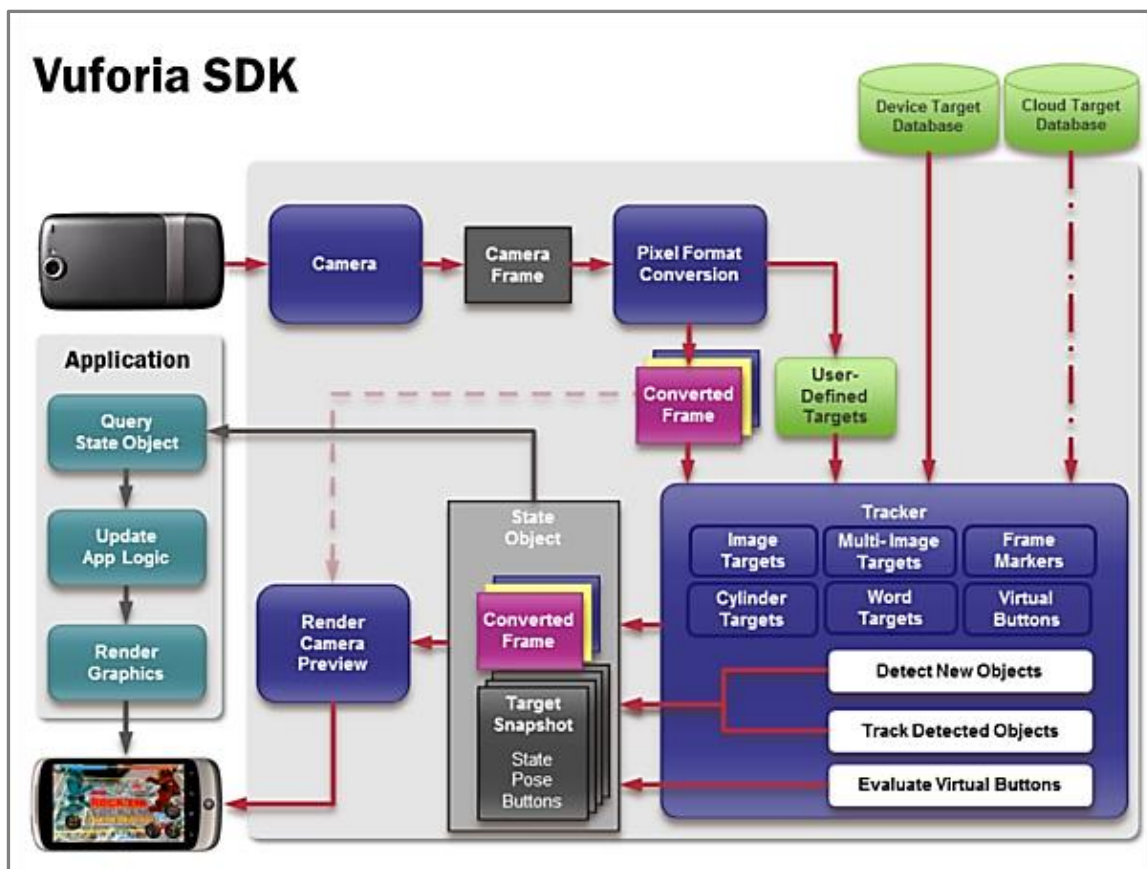 Vuforia SDK
Device Target
Database
Cloud Target
Database
Camera
Camera
Frame
Pixel Format
Conversion
Application
Query
State Object
Update
App Logic
Render
Graphics
Converted
Frame
User-
Defined
Targets
Render
Camera
Preview
State
Object
Converted
Frame
Target
Snapshot
State
Pose
Buttons
Tracker
Image
Targets
Multi-Image
Targets
Frame
Markers
Cylinder
Targets
Word
Targets
Virtual
Buttons
Detect New Objects
Track Detected Objects
Evaluate Virtual Buttons